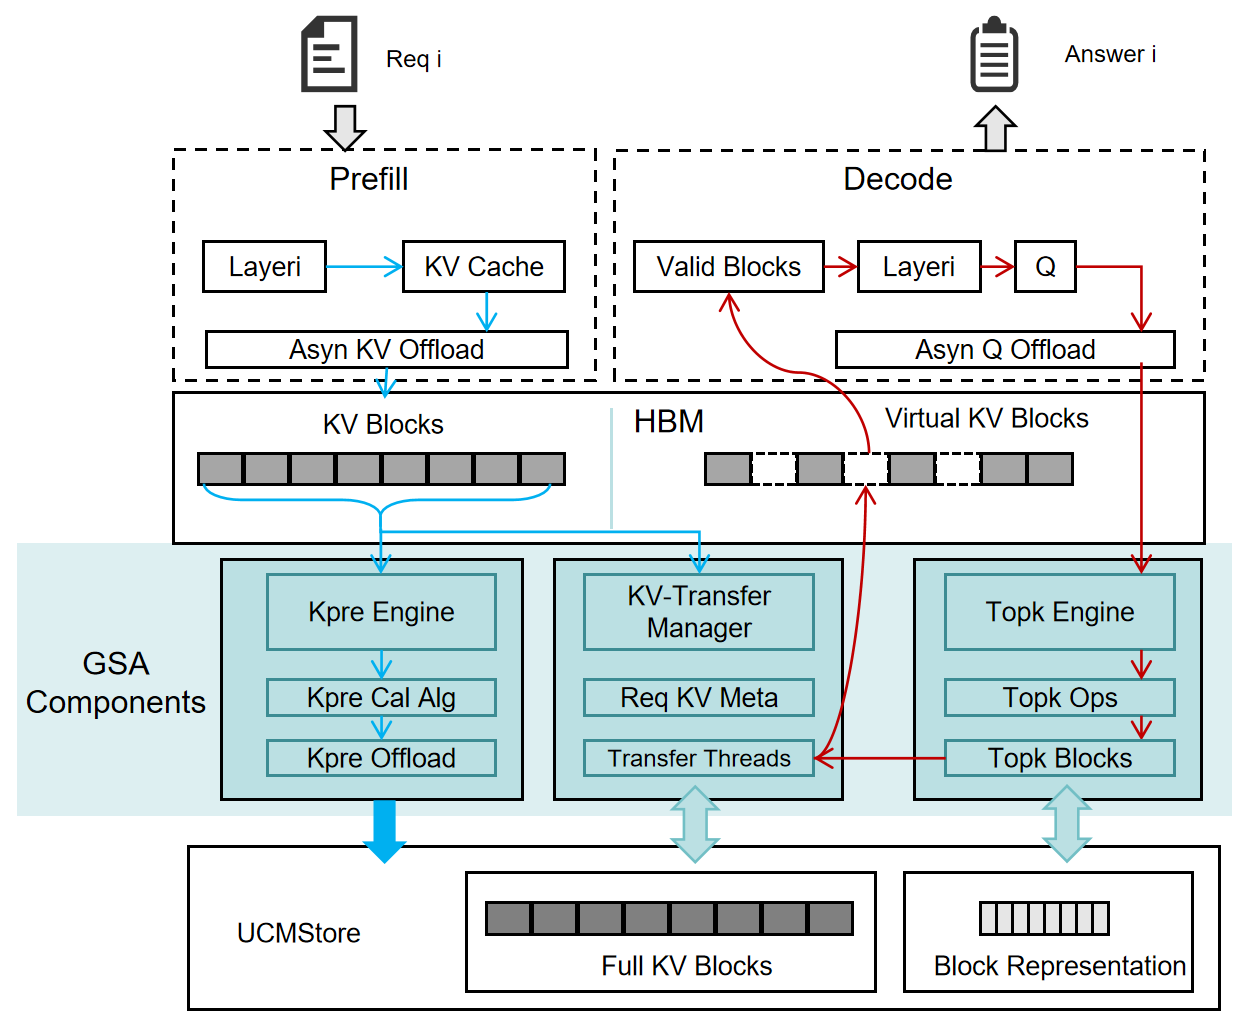 Req i
Answer i
Prefill
Decode
Layeri
KV Cache
Valid Blocks
Layeri
Q
Asyn KV Offload
Asyn Q Offload
KV Blocks
HBM
Virtual KV Blocks
GSA
Components
Kpre Engine
Kpre Cal Alg
Kpre Offload
KV-Transfer
Manager
Req KV Meta
Transfer Threads
Topk Engine
Topk Ops
Topk Blocks
UCMStore
Full KV Blocks
Block Representation